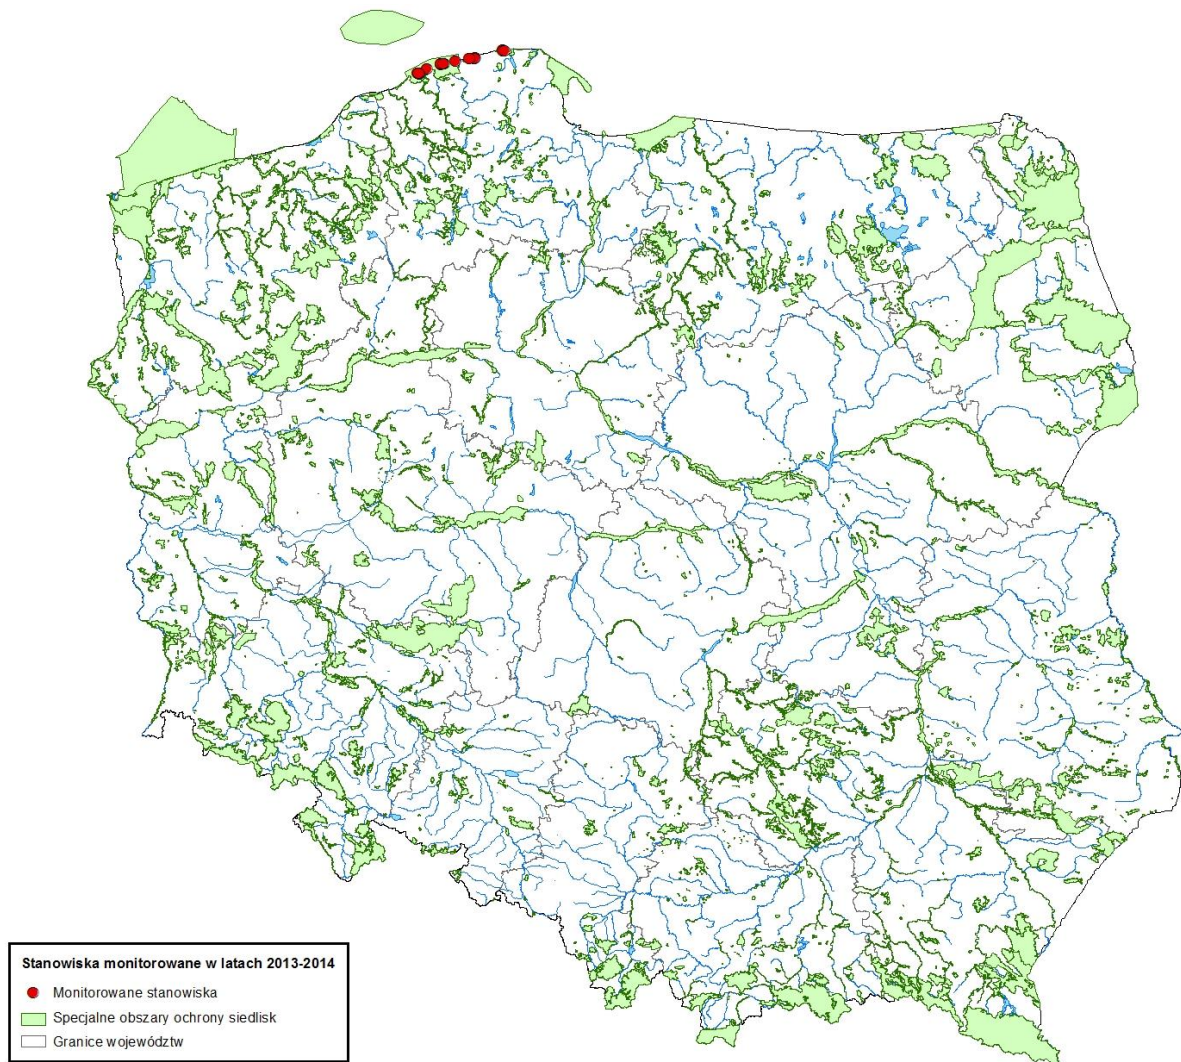 Stanowiska monitorowane w latach 2013-2014
Monitorowane stanowiska
Specjalne obszary ochrony siedlisk
Granice województw